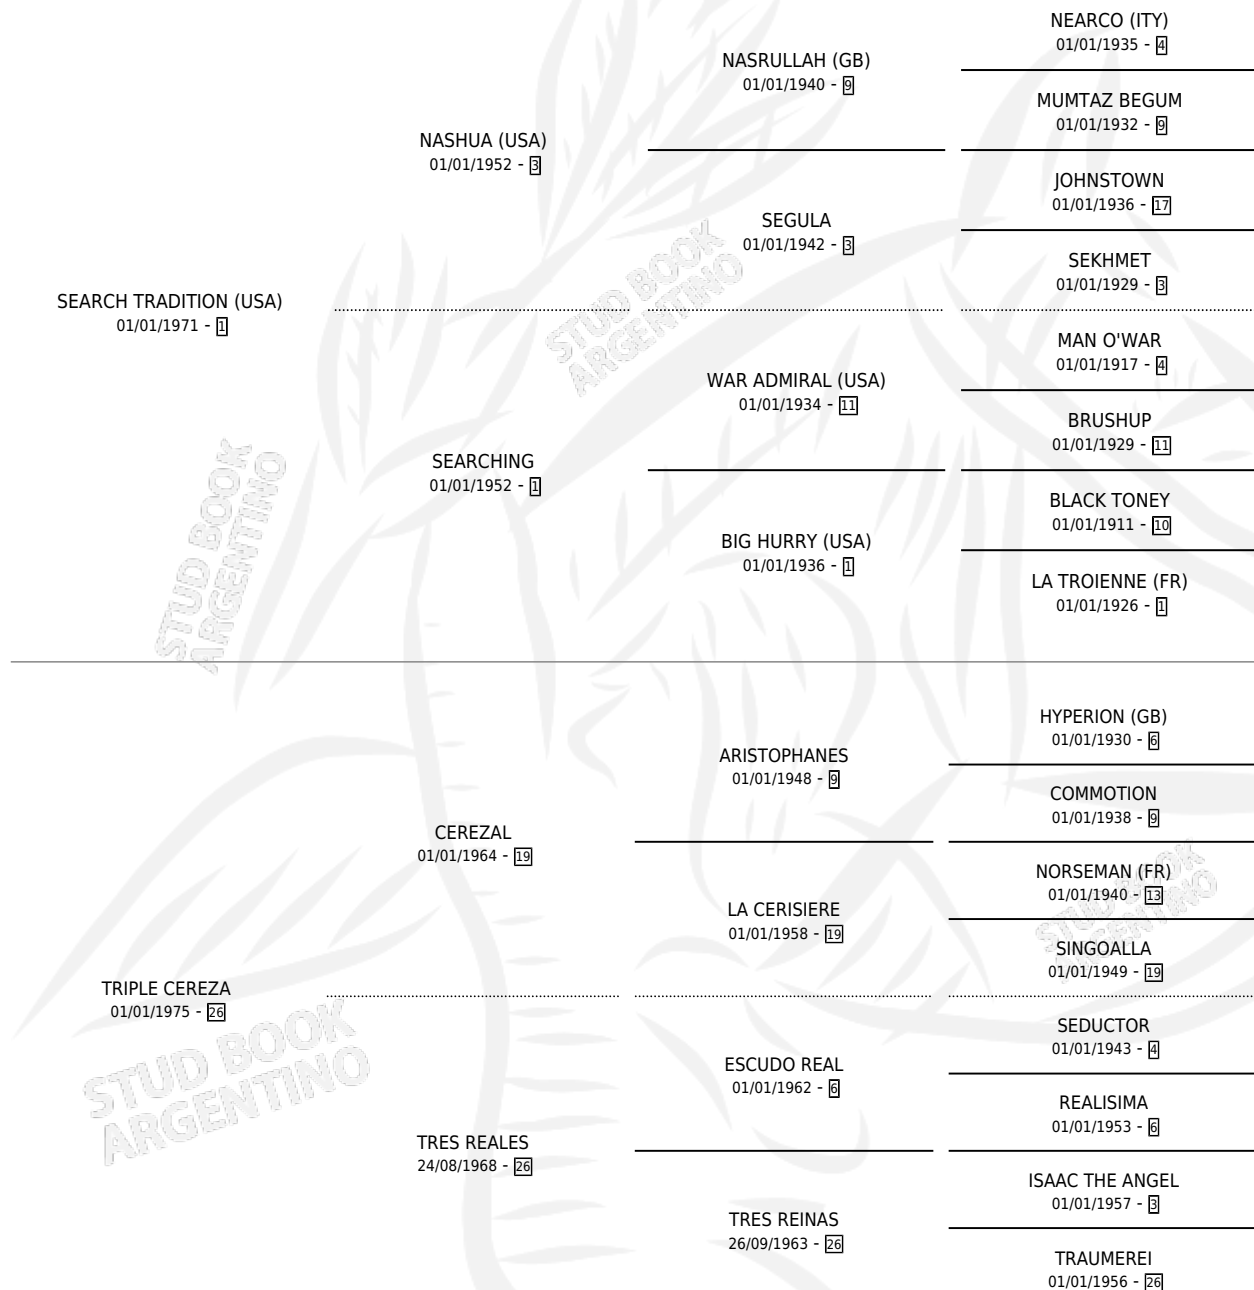 NEARCO (ITY)
01/01/1935 - 4
NASRULLAH (GB)
01/01/1940 - 9
MUMTAZ BEGUM
01/01/1932 - 9
NASHUA (USA)
01/01/1952 - 3
JOHNSTOWN
01/01/1936 - 17
SEGULA
01/01/1942 - 3
SEKHMET
01/01/1929 - 3
SEARCH TRADITION (USA)
01/01/1971 - 1
MAN O'WAR
01/01/1917 - 4
WAR ADMIRAL (USA)
01/01/1934 - 11
BRUSHUP
01/01/1929 - 11
SEARCHING
01/01/1952 - 1
BLACK TONEY
01/01/1911 - 10
BIG HURRY (USA)
01/01/1936 - 1
LA TROIENNE (FR)
01/01/1926 - 1
HYPERION (GB)
01/01/1930 - 6
ARISTOPHANES
01/01/1948 - 9
COMMOTION
01/01/1938 - 9
CEREZAL
01/01/1964 - 19
NORSEMAN (FR)
01/01/1940 - 13
LA CERISIERE
01/01/1958 - 19
SINGOALLA
01/01/1949 - 19
TRIPLE CEREZA
01/01/1975 - 26
SEDUCTOR
01/01/1943 - 4
ESCUDO REAL
01/01/1962 - 6
REALISIMA
01/01/1953 - 6
TRES REALES
24/08/1968 - 26
ISAAC THE ANGEL
01/01/1957 - 3
TRES REINAS
26/09/1963 - 26
TRAUMEREI
01/01/1956 - 26
STUD BOOK
ARGENTINO
STUD BOOK
ARGENTINO
STUD BOOK
ARGENTINO
STUD BOOK
ARGENTINO